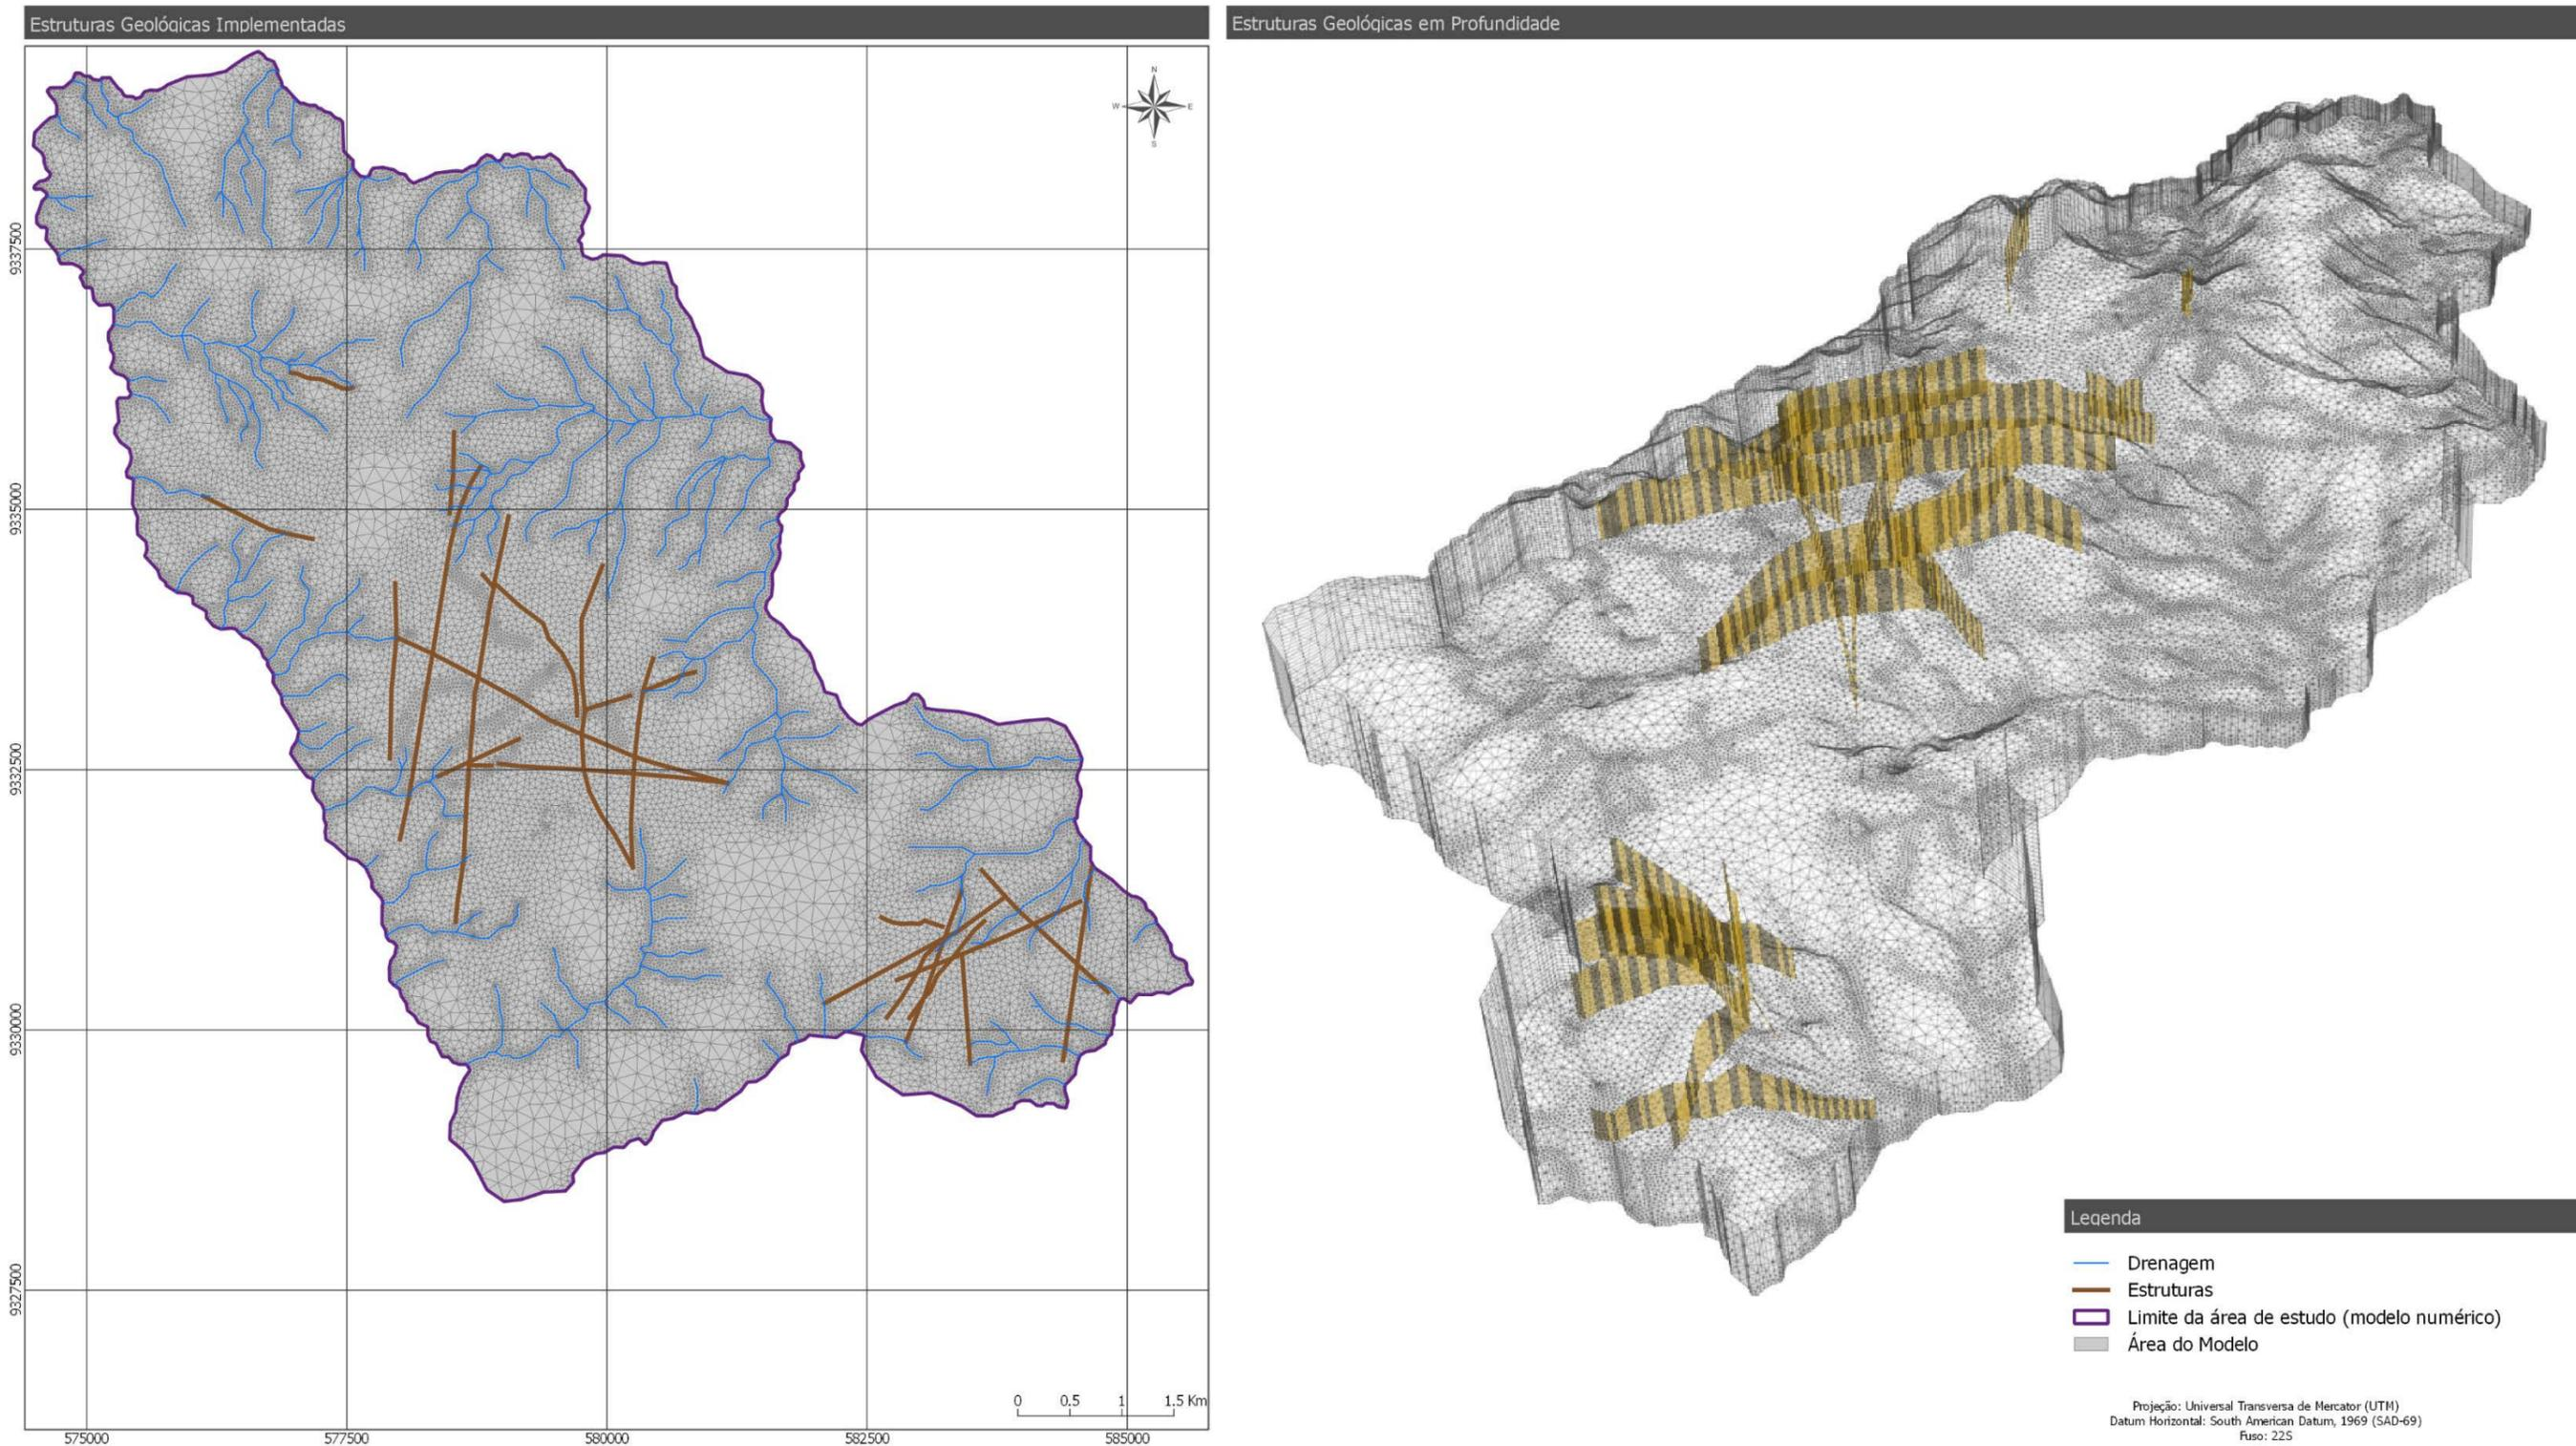 Estruturas Geológicas Implementadas
Estruturas Geológicas em Profundidade
N
W
E
S
9337500
9335000
9332500
9330000
9327500
0 0.5 1 1.5 Km
575000 577500 580000 582500 585000
Legenda
Drenagem
Estruturas
Limite da área de estudo (modelo numérico)
Área do Modelo
Projeção: Universal Transversa de Mercator (UTM)
Datum Horizontal: South American Datum, 1969 (SAD-69)
Fuso: 22S